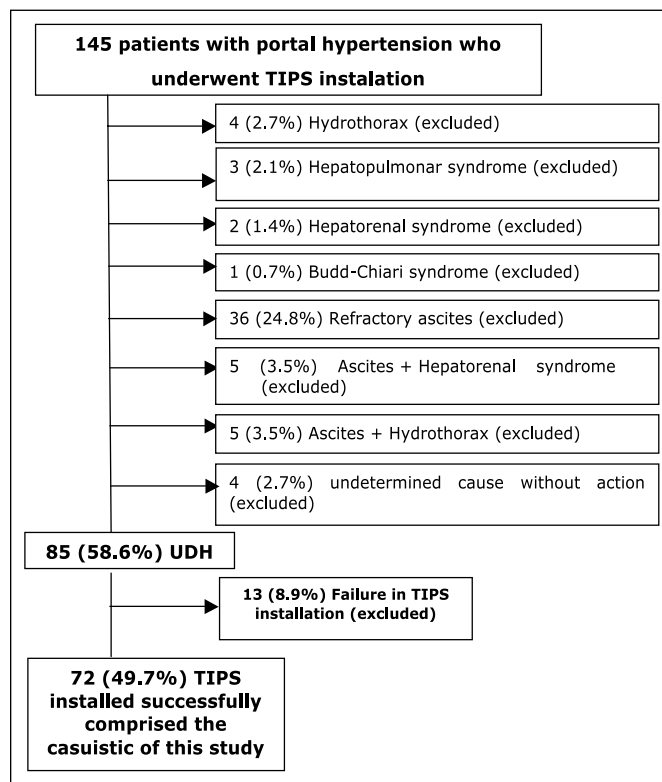 145 patients with portal hypertension who
underwent TIPS instalation
4 (2.7%) Hydrothorax (excluded)
3 (2.1%) Hepatopulmonar syndrome (excluded)
2 (1.4%) Hepatorenal syndrome (excluded)
1 (0.7%) Budd-Chiari syndrome (excluded)
36 (24.8%) Refractory ascites (excluded)
5 (3.5%) Ascites + Hepatorenal syndrome
(excluded)
5 (3.5%) Ascites + Hydrothorax (excluded)
4 (2.7%) undetermined cause without action
(excluded)
85 (58.6%) UDH
13 (8.9%) Failure in TIPS
installation (excluded)
72 (49.7%) TIPS
installed successfully
comprised the
casuistic of this study